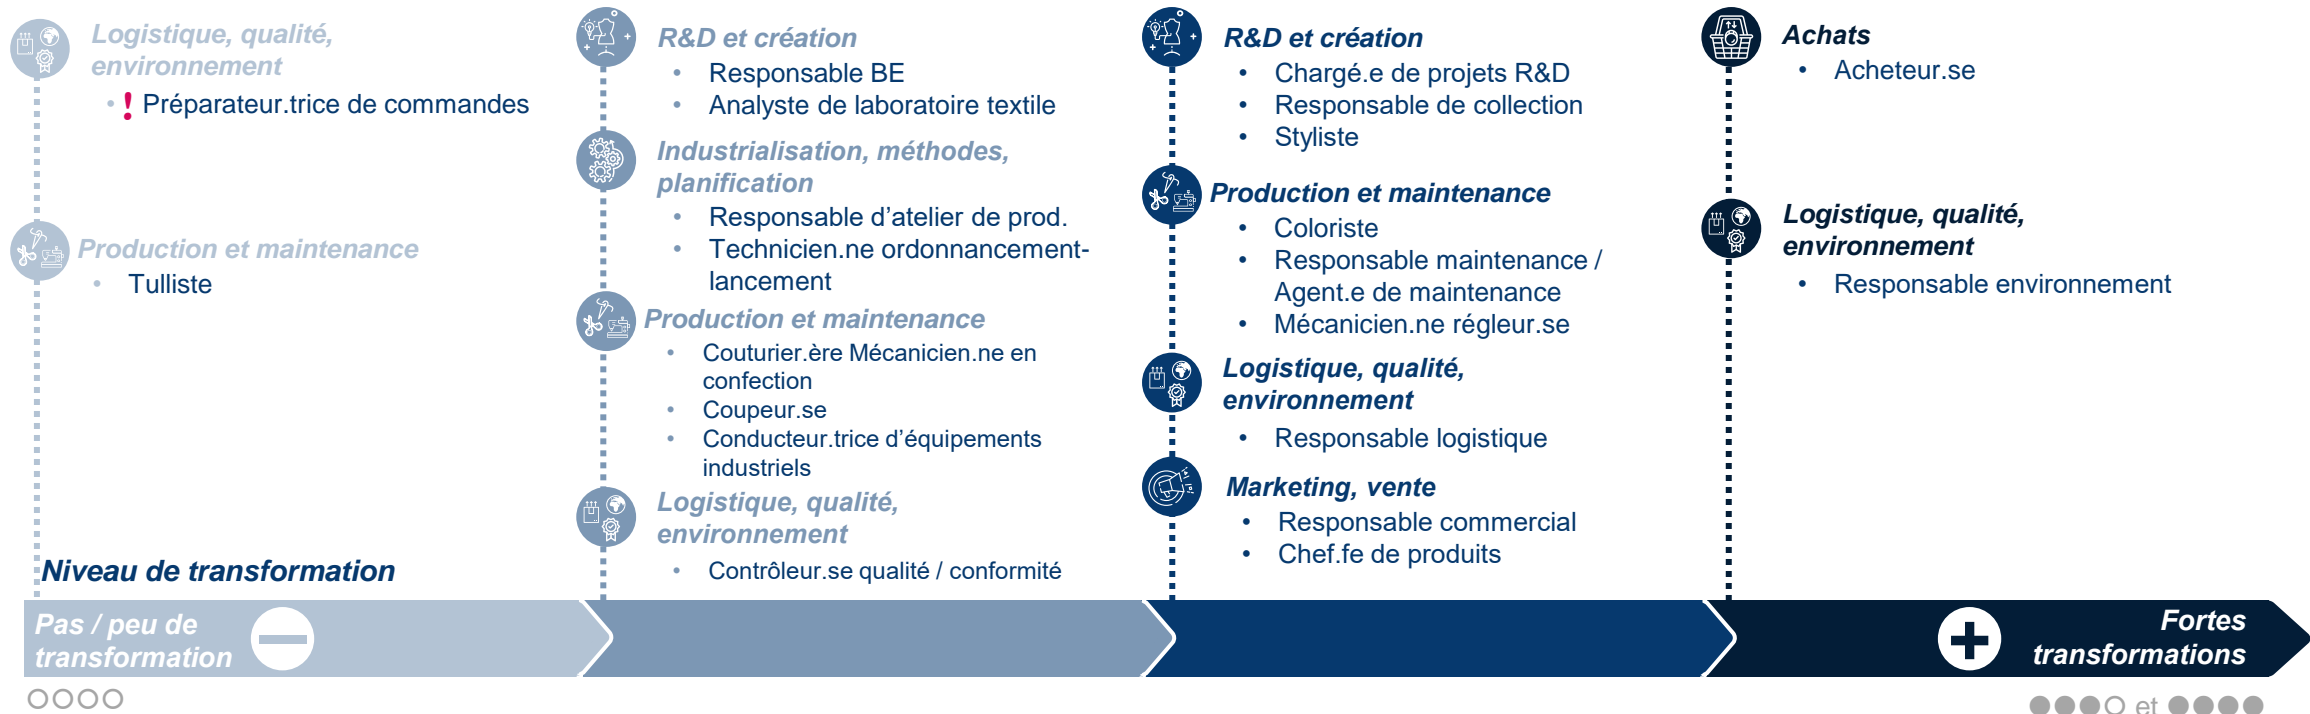 Logistique, qualité,
environnement
• ! Préparateur.trice de commandes
Production et maintenance
• Tulliste
R&D et création
• Responsable BE
• Analyste de laboratoire textile
Industrialisation, méthodes,
planification
• Responsable d’atelier de prod.
• Technicien.ne ordonnancement-
lancement
Production et maintenance
• Couturier.ère Mécanicien.ne en
confection
• Coupeur.se
• Conducteur.trice d’équipements
industriels
Logistique, qualité,
environnement
• Contrôleur.se qualité / conformité
R&D et création
• Chargé.e de projets R&D
• Responsable de collection
• Styliste
Production et maintenance
• Coloriste
• Responsable maintenance /
Agent.e de maintenance
• Mécanicien.ne régleur.se
Logistique, qualité,
environnement
• Responsable logistique
Marketing, vente
• Responsable commercial
• Chef.fe de produits
Achats
• Acheteur.se
Logistique, qualité,
environnement
• Responsable environnement
Niveau de transformation
Pas / peu de
transformation
Fortes
transformations
et